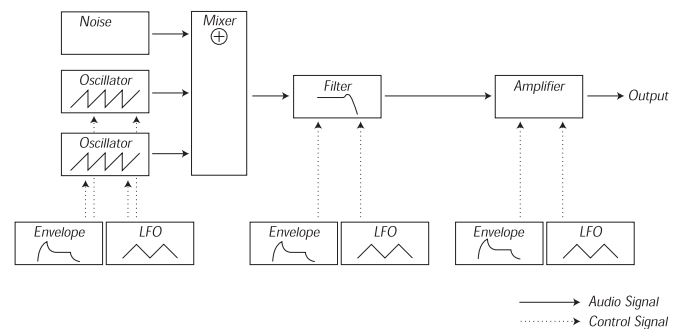 Noise
Mixer
Oscillator
Filter
Amplifier
Output
Oscillator
Envelope
LFO
Envelope
LFO
Envelope
LFO
Audio Signal
Control Signal